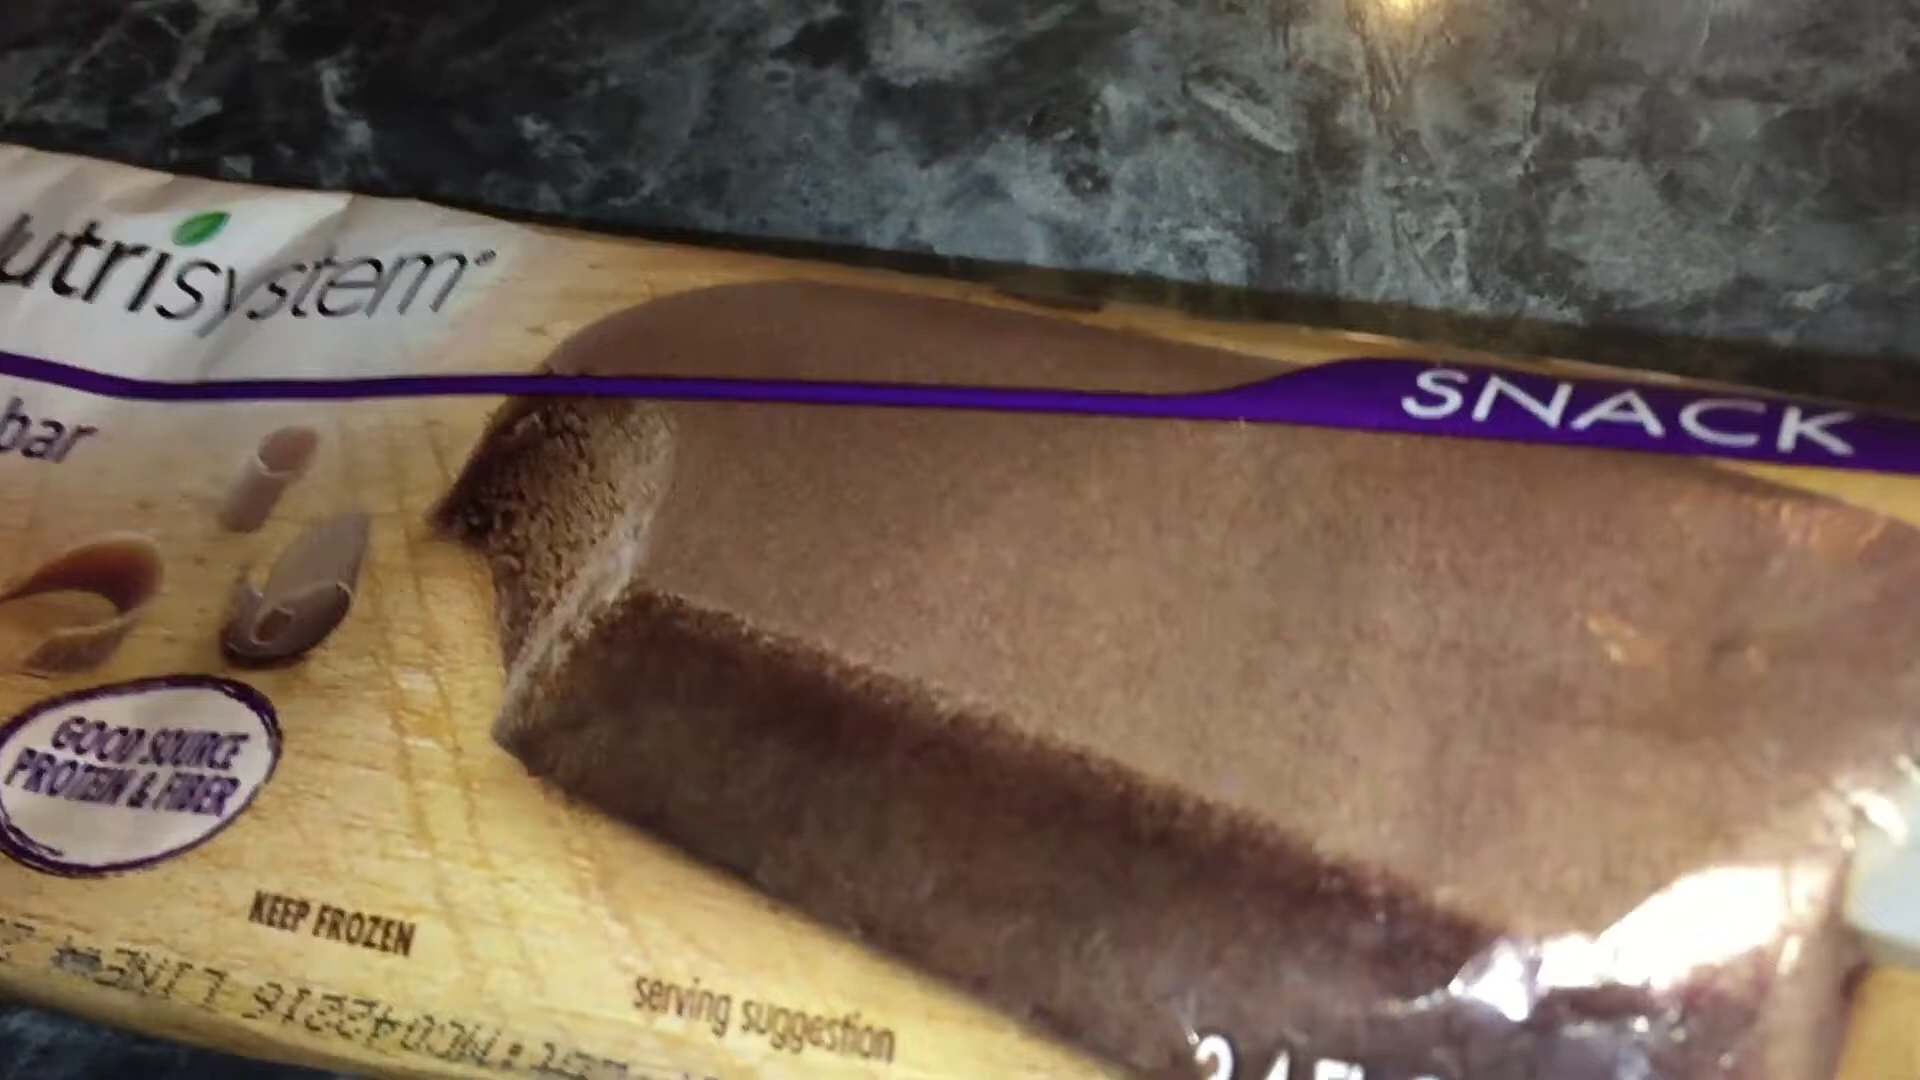 utrisystem®
SNACK
bar
GOOD SOURCE
PROTEIN & FIBER
KEEP FROZEN
serving suggestion